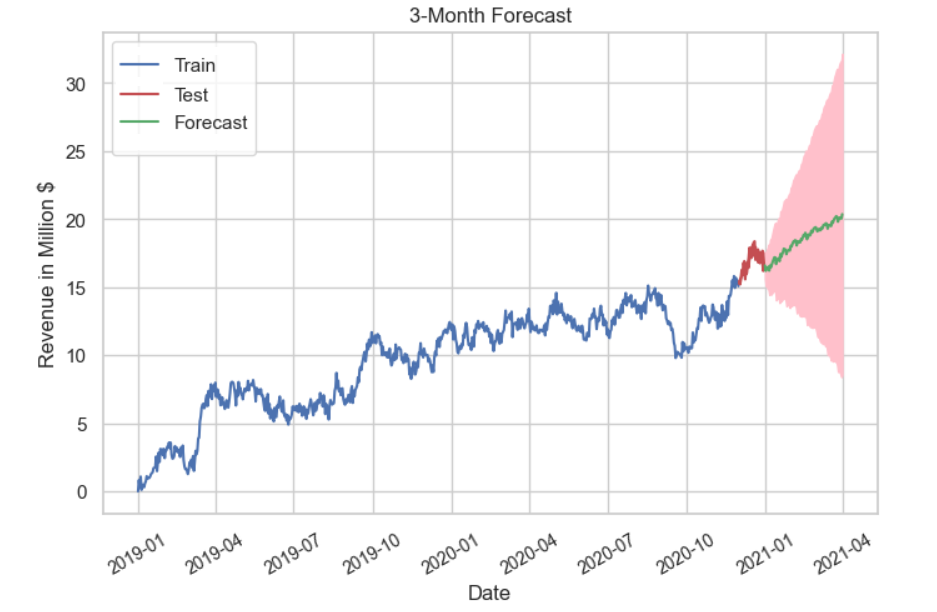 3-Month Forecast
Train
Test
Forecast
Revenue in Million $
30
25
20
15
10
5
0
2019-01
2019-04
2019-07
2019-10
2020-01
2020-04
2020-07
2020-10
2021-01
2021-04
Date